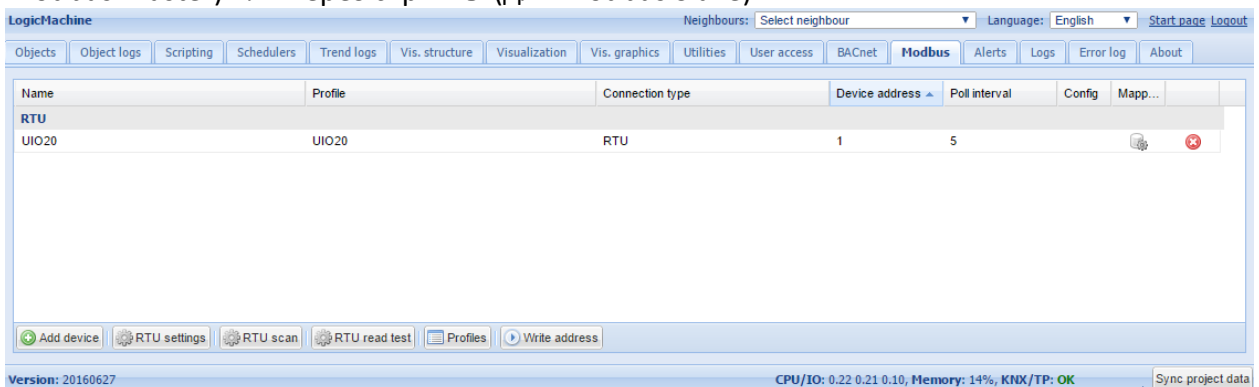 LogicMachine Neighbours: Select neighbour Language: English Start page Logout
Objects Object logs Scripting Schedulers Trend logs Vis. structure Visualization Vis. graphics Utilities User access BACnet Modbus Alerts Logs Error log About
Name Profile Connection type Device address Poll interval Config Mapp...
RTU
UIO20 UIO20 RTU 1 5
Add device RTU settings RTU scan RTU read test Profiles Write address
Version: 20160627 CPU/IO: 0.22 0.21 0.10, Memory: 14%, KNX/TP: OK Sync project data